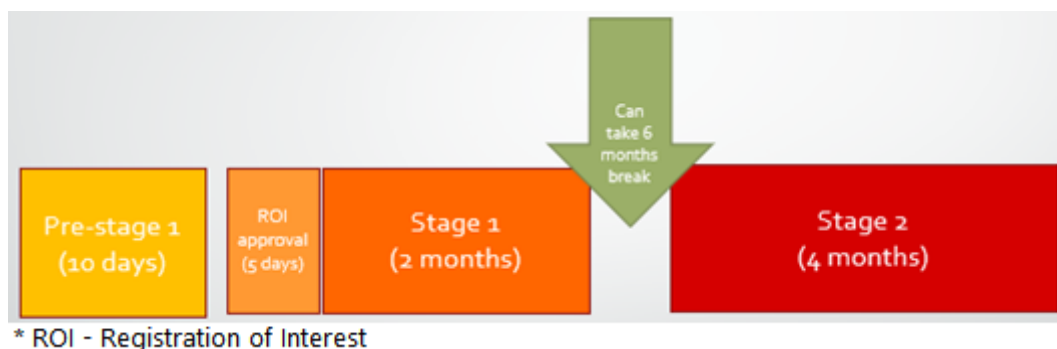 Can
take 6
months
break
Pre-stage 1
(10 days)
ROI
approval
(5 days)
Stage 1
(2 months)
Stage 2
(4 months)
* ROI - Registration of Interest